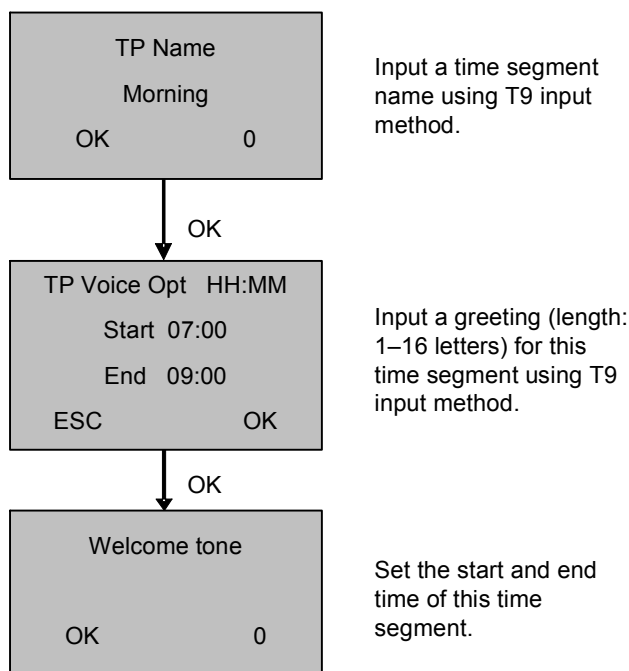 TP Name
Morning
OK 0
Input a time segment
name using T9 input
method.
OK
TP Voice Opt HH:MM
Start 07:00
End 09:00
ESC OK
Input a greeting (length:
1–16 letters) for this
time segment using T9
input method.
OK
Welcome tone
OK 0
Set the start and end
time of this time
segment.